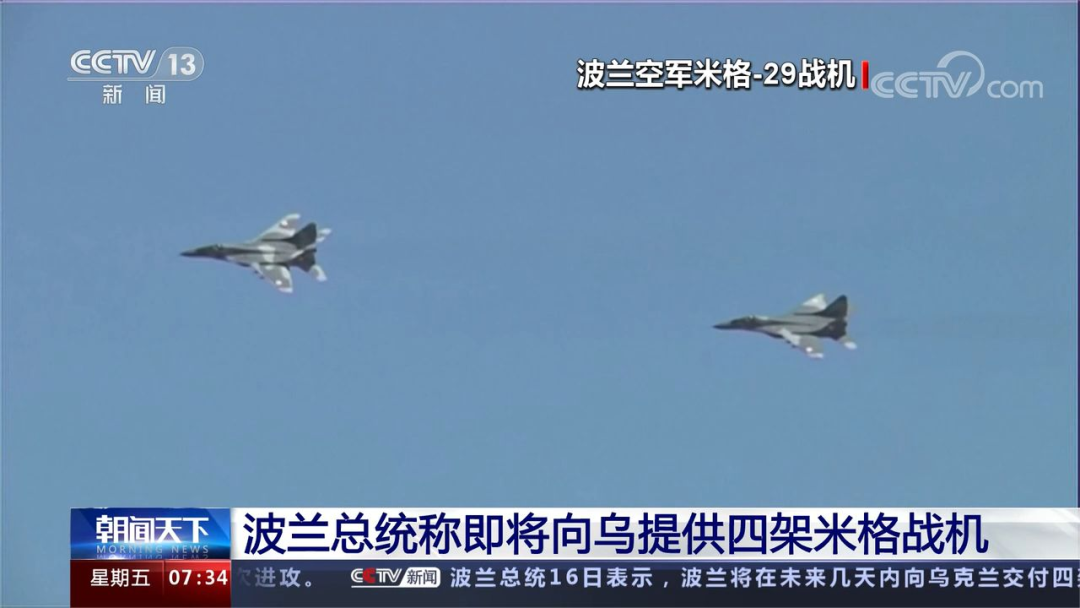 CCTV 13
新闻
波兰空军米格-29战机
CCTV.com
朝闻天下
MORNING NEWS
波兰总统称即将向乌提供四架米格战机
星期五 07:34
次进攻。 CCTV新闻 波兰总统16日表示，波兰将在未来几天内向乌克兰交付四